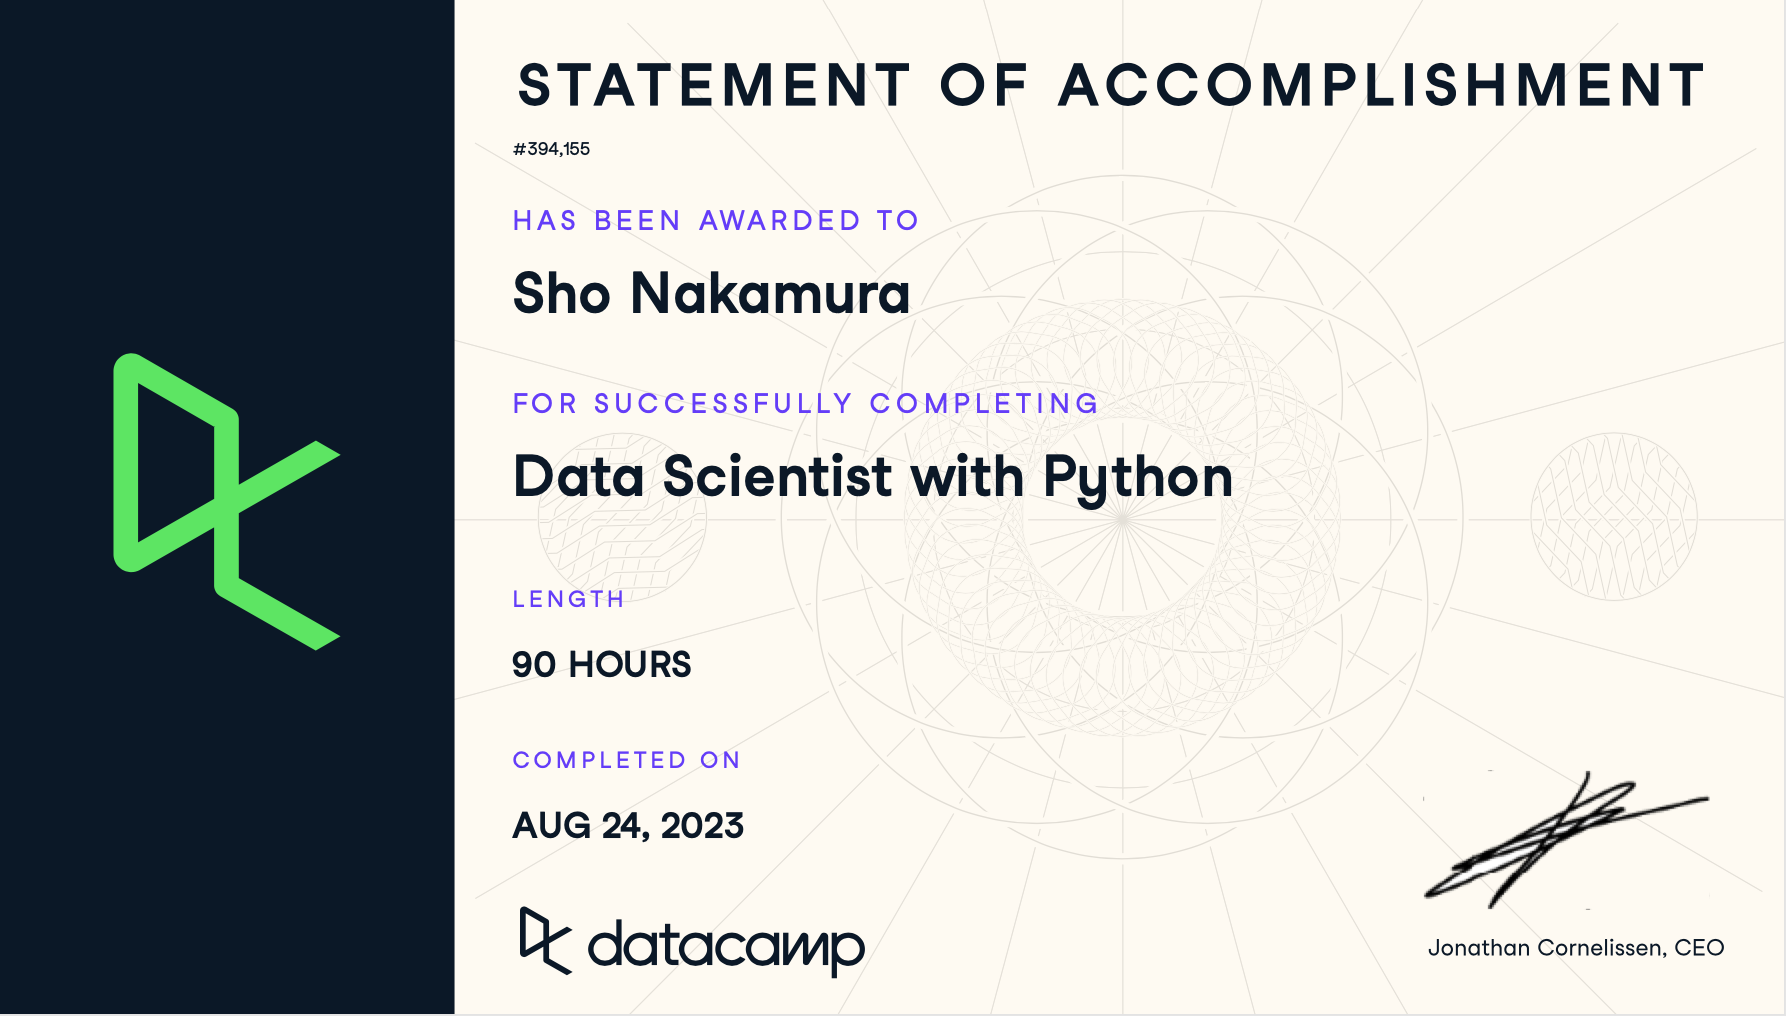 STATEMENT OF ACCOMPLISHMENT
#394,155
HAS BEEN AWARDED TO
Sho Nakamura
FOR SUCCESSFULLY COMPLETING
Data Scientist with Python
LENGTH
90 HOURS
COMPLETED ON
AUG 24, 2023
datacamp
Jonathan Cornelissen, CEO